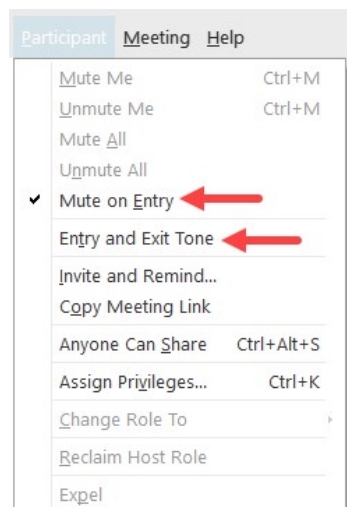 Participant Meeting Help
Mute Me Ctrl+M
Unmute Me Ctrl+M
Mute All
Unmute All
Mute on Entry
Entry and Exit Tone
Invite and Remind...
Copy Meeting Link
Anyone Can Share Ctrl+Alt+S
Assign Privileges... Ctrl+K
Change Role To
Reclaim Host Role
Expel